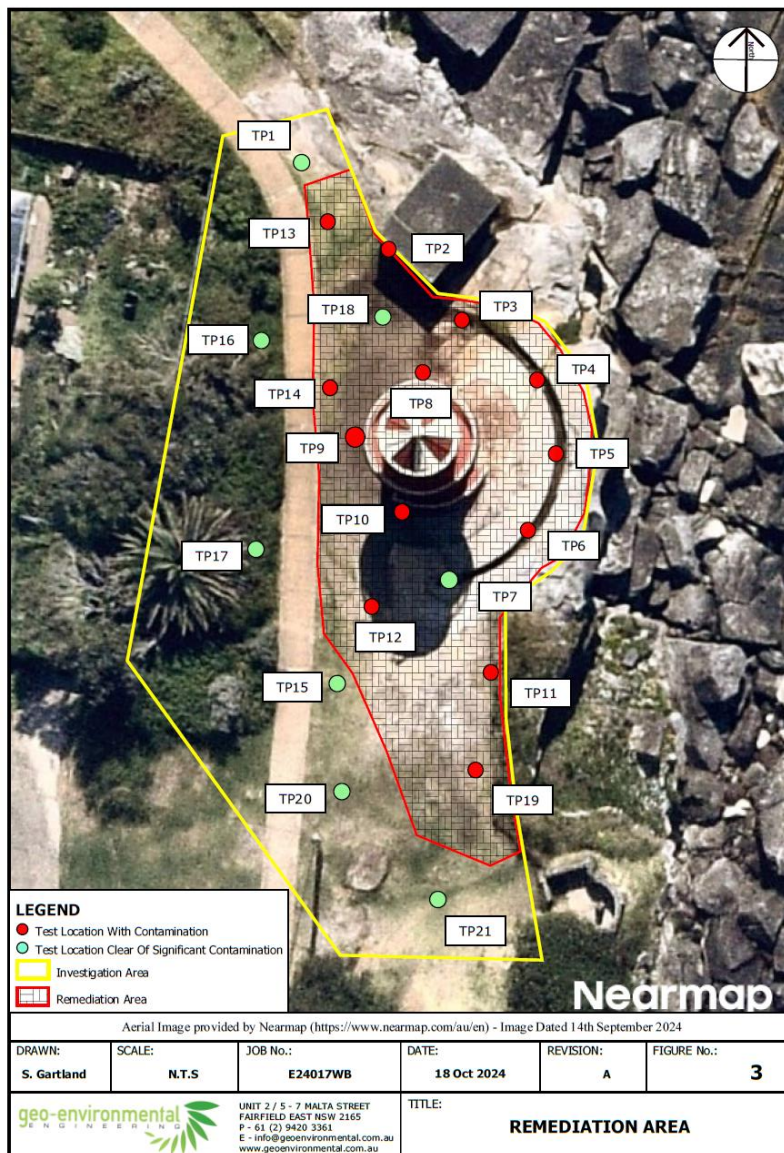 North
TP1
TP13
TP2
TP18
TP3
TP16
TP4
TP14
TP8
TP9
TP5
TP10
TP6
TP17
TP7
TP12
TP15
TP11
TP20
TP19
TP21
LEGEND
Test Location With Contamination
Test Location Clear Of Significant Contamination
Investigation Area
Remediation Area
Nearmap
Aerial Image provided by Nearmap (https://www.nearmap.com/au/en) - Image Dated 14th September 2024
DRAWN:
S. Gartland
SCALE:
N.T.S
JOB No.:
E24017WB
DATE:
18 Oct 2024
REVISION:
A
FIGURE No.:
3
geo-environmental
ENGINEERING
UNIT 2 / 5 - 7 MALTA STREET
FAIRFIELD EAST NSW 2165
P - 61 (2) 9420 3361
E - info@geoenvironmental.com.au
www.geoenvironmental.com.au
TITLE:
REMEDIATION AREA